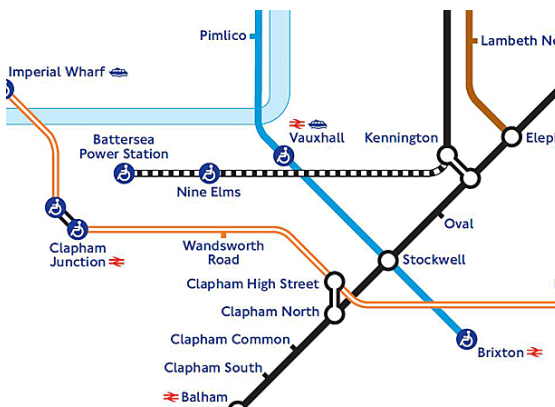 Pimlico
Lambeth No
Imperial Wharf
Battersea
Power Station
Vauxhall
Kennington
Elep
Nine Elms
Oval
Clapham
Junction
Wandsworth
Road
Stockwell
Clapham High Street
Clapham North
Clapham Common
Brixton
Clapham South
Balham